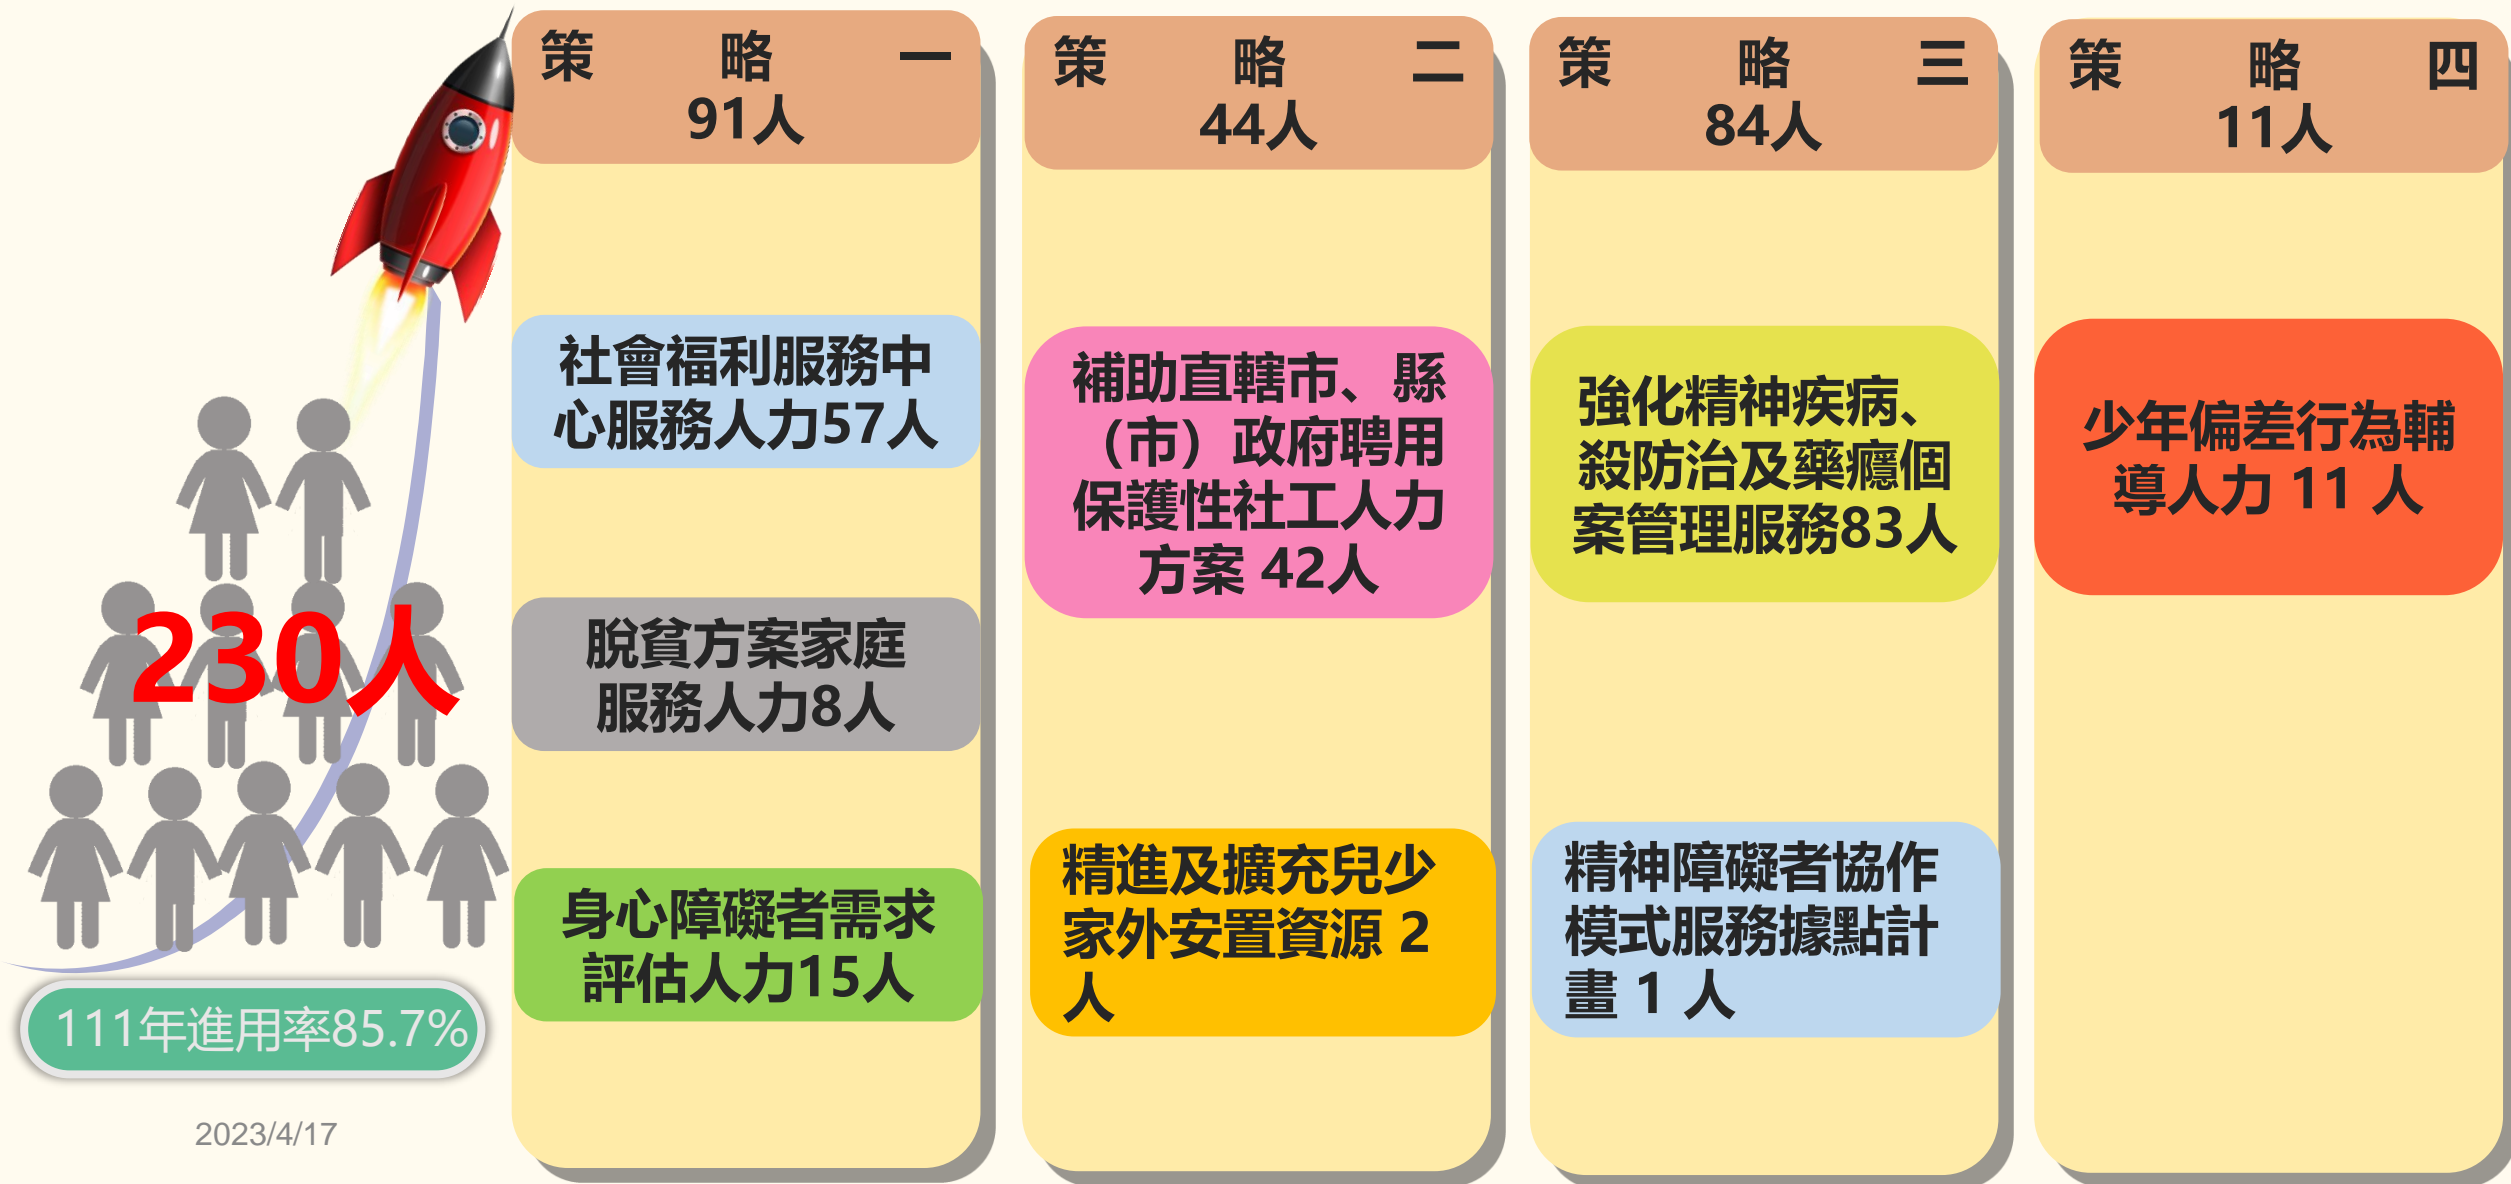 策略一
91人
社會福利服務中
心服務人力57人
脫貧方案家庭
服務人力8人
身心障礙者需求
評估人力15人
策略二
44人
補助直轄市、縣
（市）政府聘用
保護性社工人力
方案 42人
精進及擴充兒少
家外安置資源 2
人
策略三
84人
強化精神疾病、
殺防治及藥癮個
案管理服務83人
精神障礙者協作
模式服務據點計
畫 1 人
策略四
11人
少年偏差行為輔
導人力 11 人
230人
111年進用率85.7%
2023/4/17